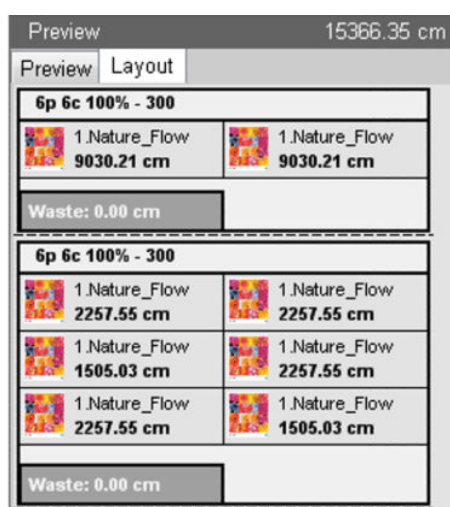 Preview 15366.35 cm
Preview Layout
6p 6c 100% - 300
1.Nature_Flow 1.Nature_Flow
9030.21 cm 9030.21 cm
Waste: 0.00 cm
6p 6c 100% - 300
1.Nature_Flow 1.Nature_Flow
2257.55 cm 2257.55 cm
1.Nature_Flow 1.Nature_Flow
1505.03 cm 2257.55 cm
1.Nature_Flow 1.Nature_Flow
2257.55 cm 1505.03 cm
Waste: 0.00 cm